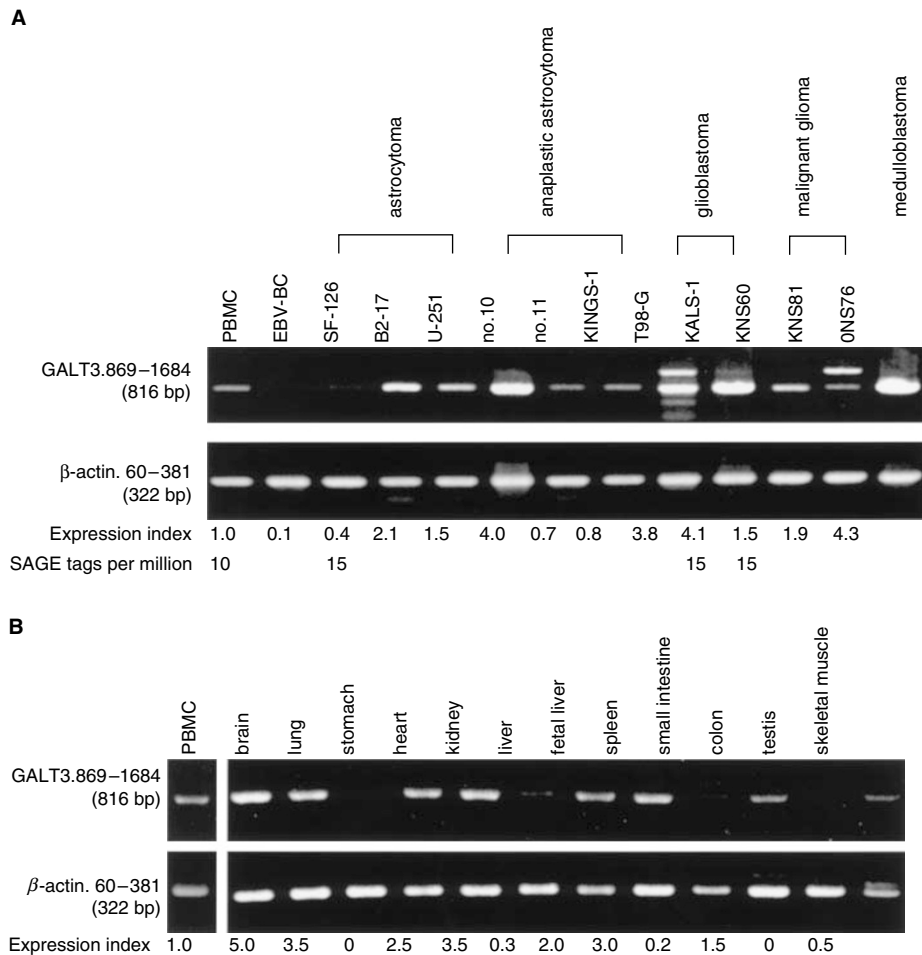 A
astrocytoma
anaplastic astrocytoma
glioblastoma
malignant glioma
medulloblastoma
PBMC
EBV-BC
SF-126
B2-17
U-251
no.10
no.11
KINGS-1
T98-G
KALS-1
KNS60
KNS81
0NS76
GALT3.869–1684
(816 bp)
β-actin. 60–381
(322 bp)
Expression index 1.0 0.1 0.4 2.1 1.5 4.0 0.7 0.8 3.8 4.1 1.5 1.9 4.3
SAGE tags per million 10 15 15 15
B
PBMC
brain
lung
stomach
heart
kidney
liver
fetal liver
spleen
small intestine
colon
testis
skeletal muscle
GALT3.869–1684
(816 bp)
β-actin. 60–381
(322 bp)
Expression index 1.0 5.0 3.5 0 2.5 3.5 0.3 2.0 3.0 0.2 1.5 0 0.5